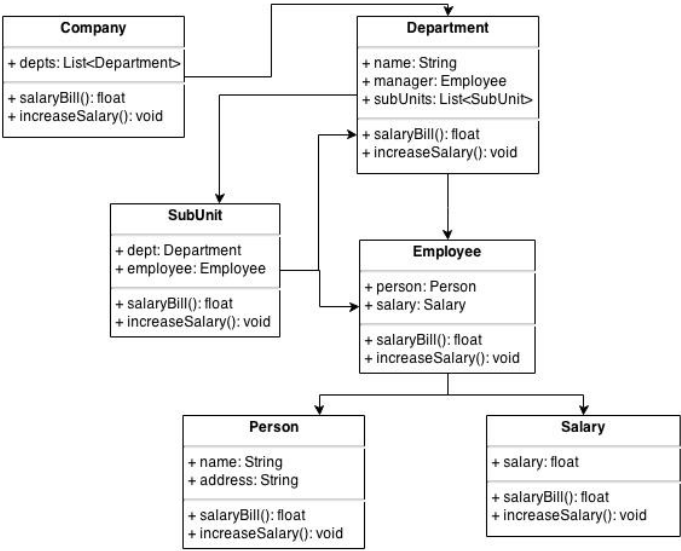 Company
+ depts: List<Department>
+ salaryBill(): float
+ increaseSalary(): void
Department
+ name: String
+ manager: Employee
+ subUnits: List<SubUnit>
+ salaryBill(): float
+ increaseSalary(): void
SubUnit
+ dept: Department
+ employee: Employee
+ salaryBill(): float
+ increaseSalary(): void
Employee
+ person: Person
+ salary: Salary
+ salaryBill(): float
+ increaseSalary(): void
Person
+ name: String
+ address: String
+ salaryBill(): float
+ increaseSalary(): void
Salary
+ salary: float
+ salaryBill(): float
+ increaseSalary(): void